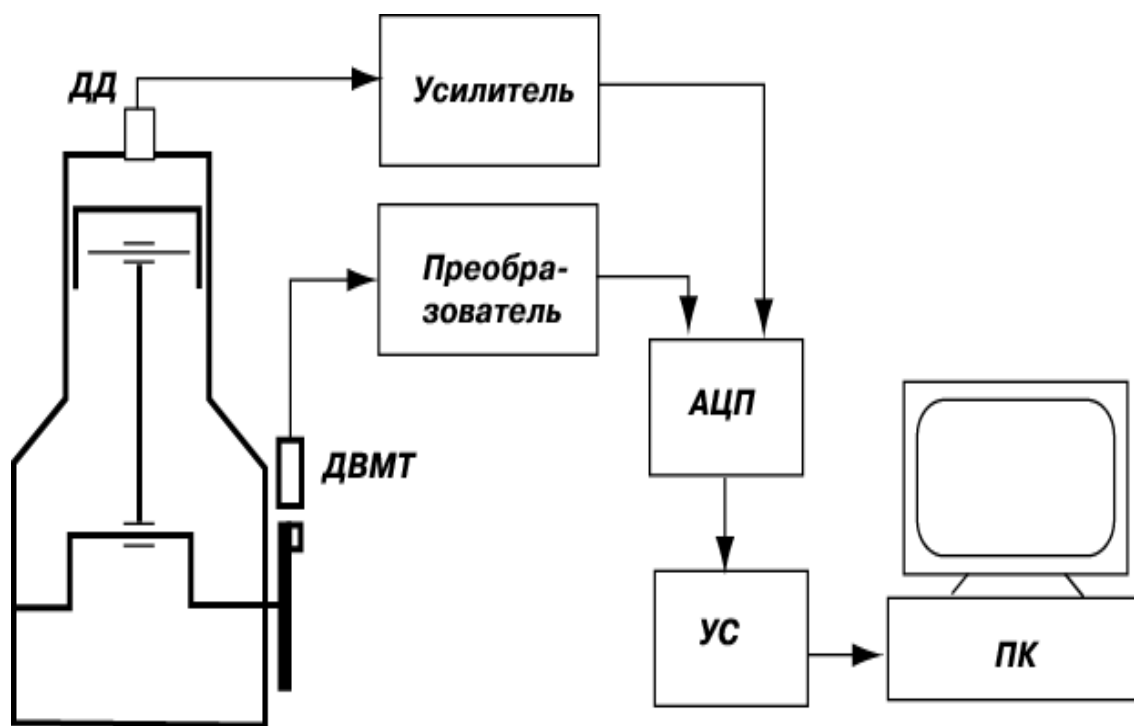 ДД
Усилитель
Преобра-
зователь
АЦП
ДВМТ
УС
ПК